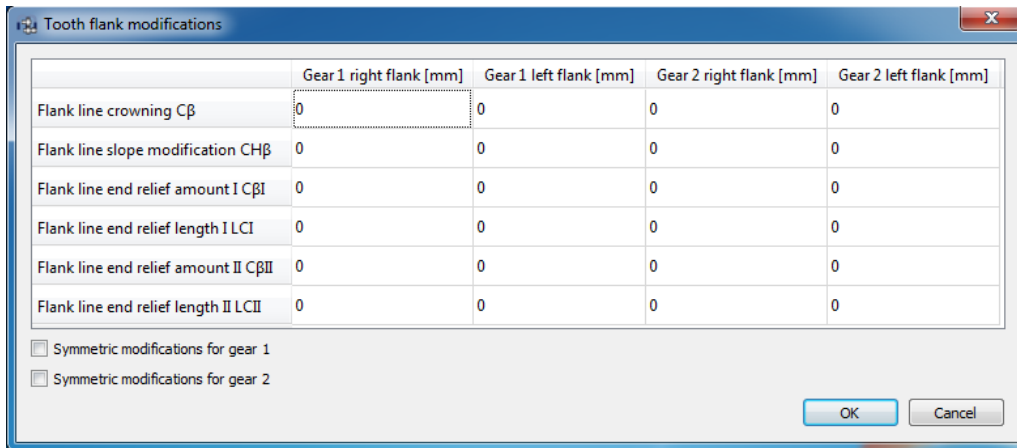 Tooth flank modifications
Gear 1 right flank [mm] Gear 1 left flank [mm] Gear 2 right flank [mm] Gear 2 left flank [mm]
Flank line crowning Cβ 0 0 0 0
Flank line slope modification CHβ 0 0 0 0
Flank line end relief amount I CβI 0 0 0 0
Flank line end relief length I LCI 0 0 0 0
Flank line end relief amount II CβII 0 0 0 0
Flank line end relief length II LCII 0 0 0 0
Symmetric modifications for gear 1
Symmetric modifications for gear 2
OK Cancel